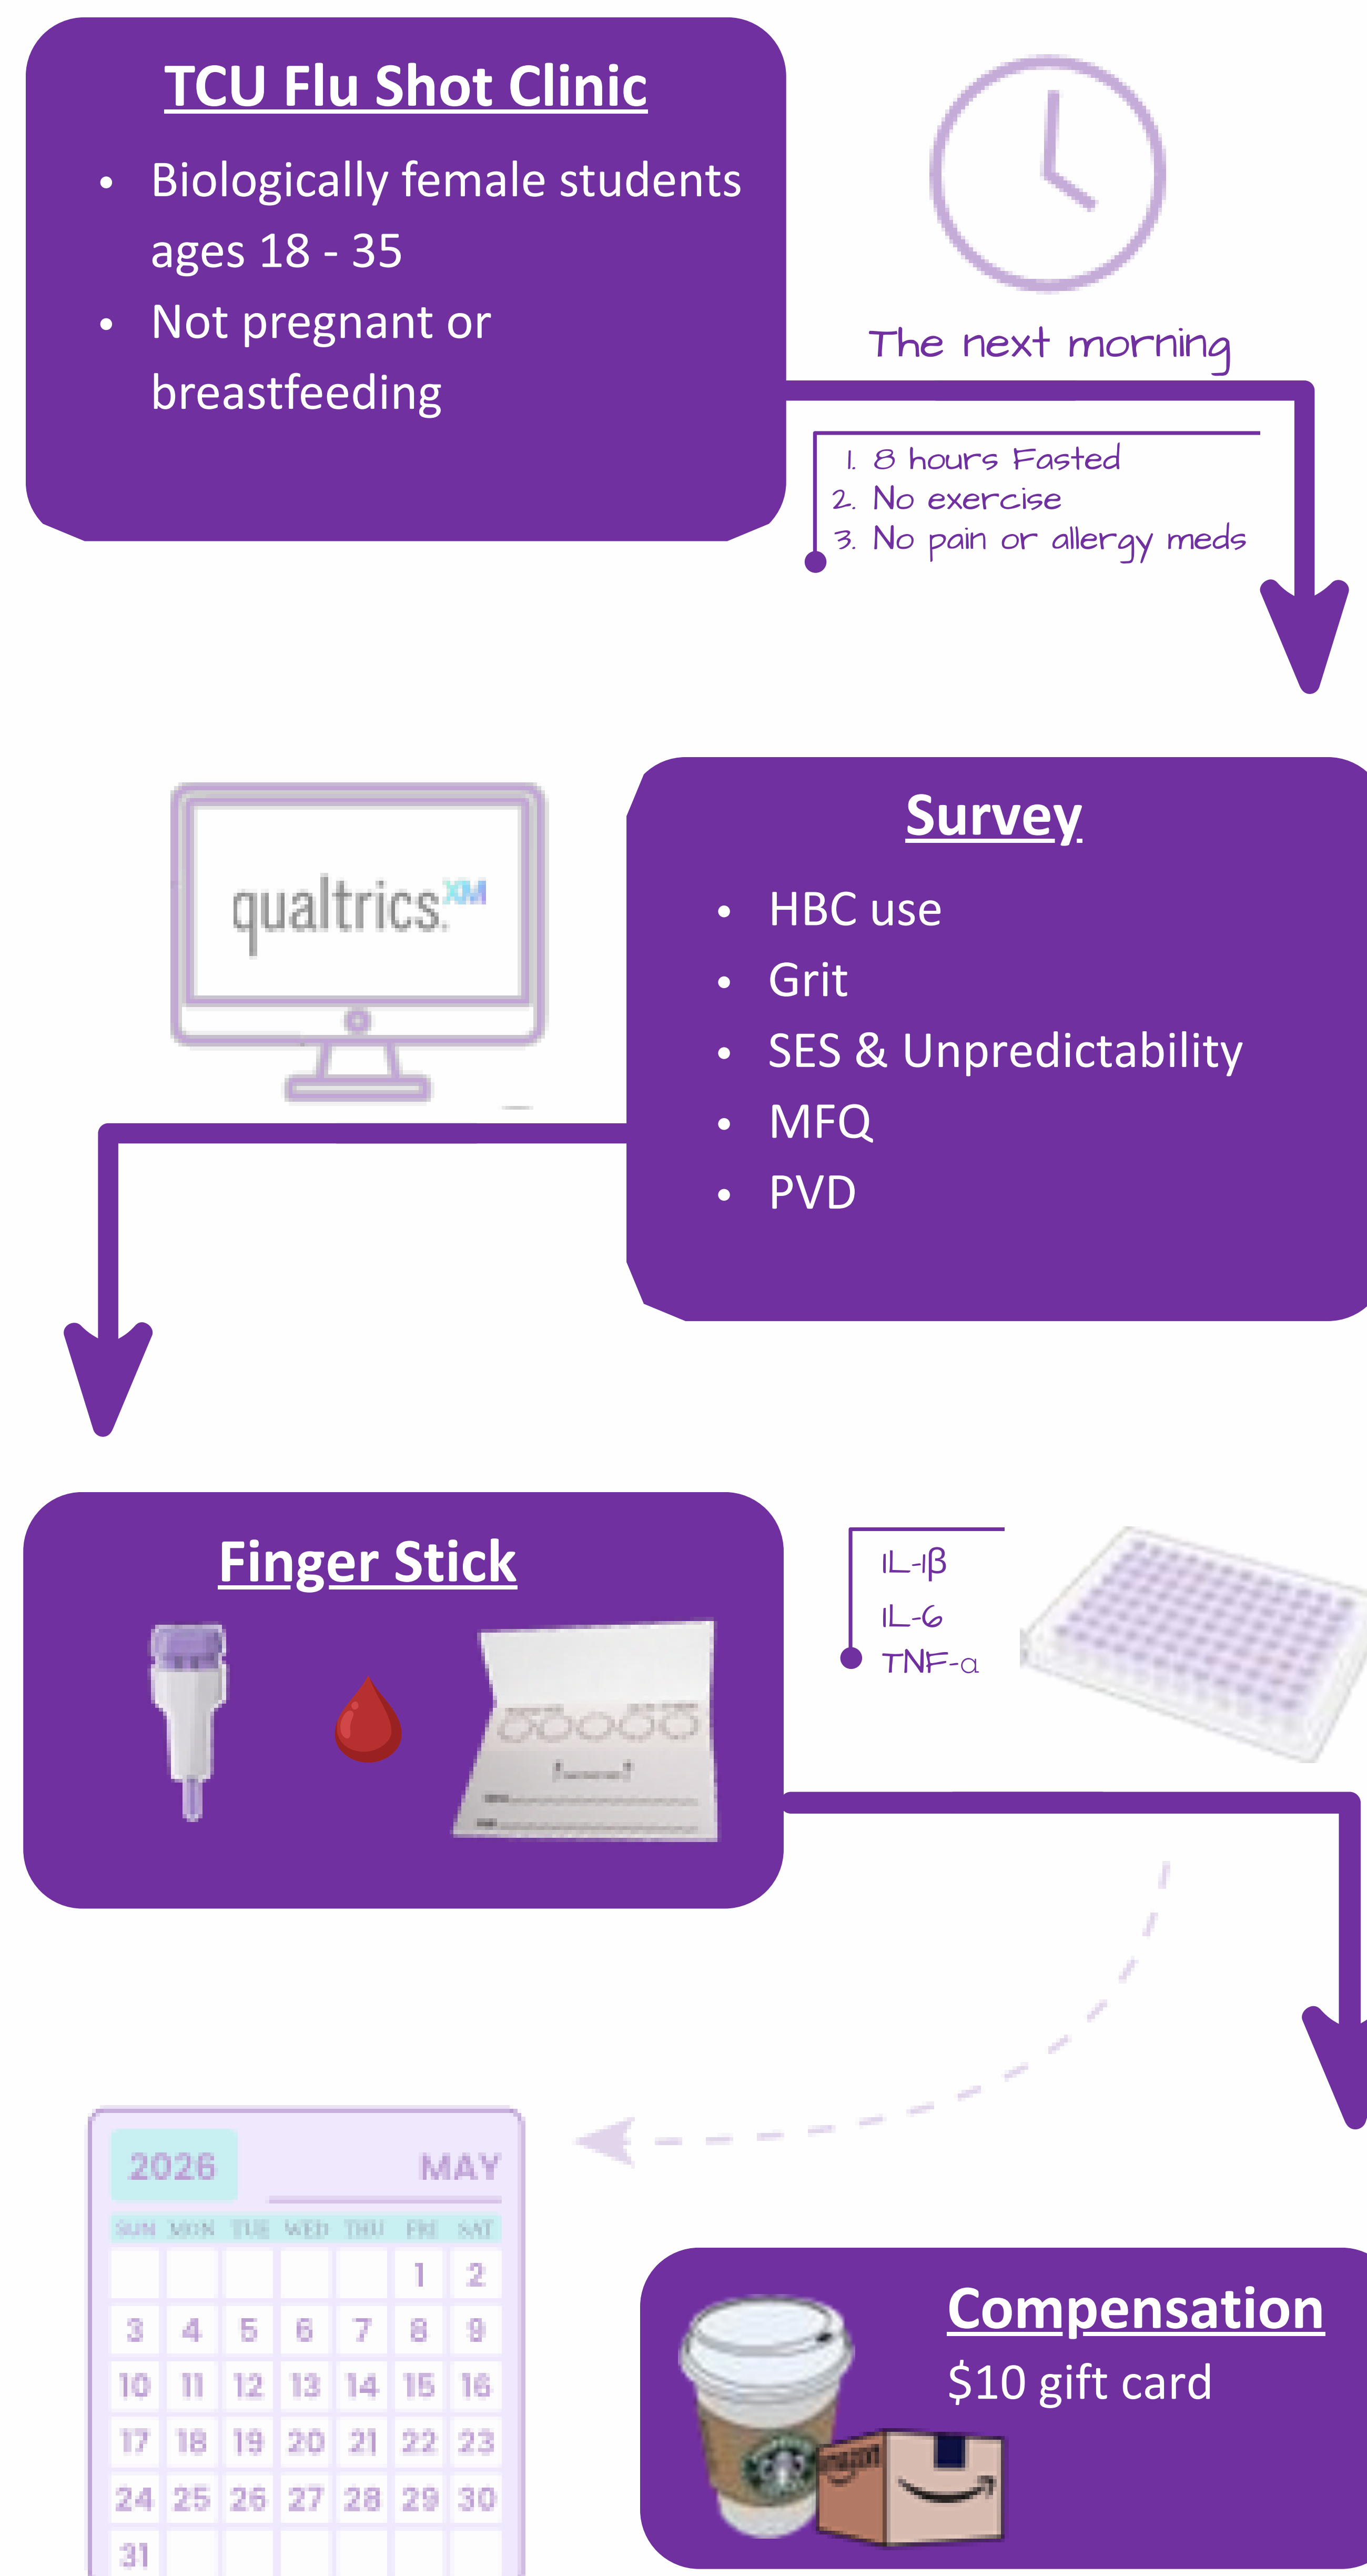 TCU Flu Shot Clinic
• Biologically female students
ages 18 - 35
• Not pregnant or
breastfeeding
The next morning
1. 8 hours Fasted
2. No exercise
3. No pain or allergy meds
qualtrics.XM
Survey
• HBC use
• Grit
• SES & Unpredictability
• MFQ
• PVD
Finger Stick
IL-1β
IL-6
TNF-α
2026 MAY
SUN MON TUE WED THU FRI SAT
1 2
3 4 5 6 7 8 9
10 11 12 13 14 15 16
17 18 19 20 21 22 23
24 25 26 27 28 29 30
31
Compensation
$10 gift card
amazon